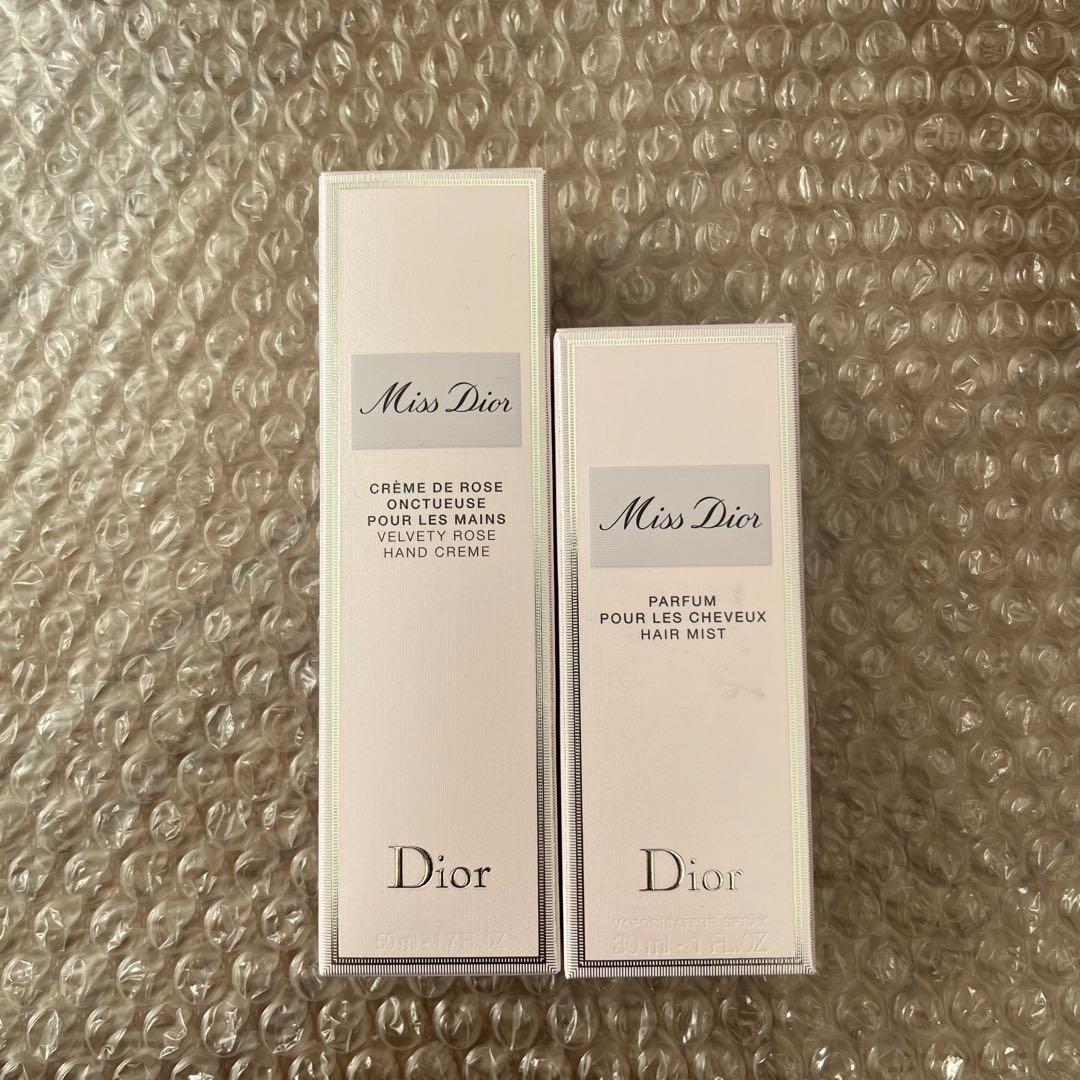 Miss Dior
CRÈME DE ROSE
ONCTUEUSE
POUR LES MAINS
VELVETY ROSE
HAND CREME
Dior
50 ml - 1.7 FL.OZ
Miss Dior
PARFUM
POUR LES CHEVEUX
HAIR MIST
Dior
VAPORISATEUR SPRAY
30 ml - 1 FL.OZ